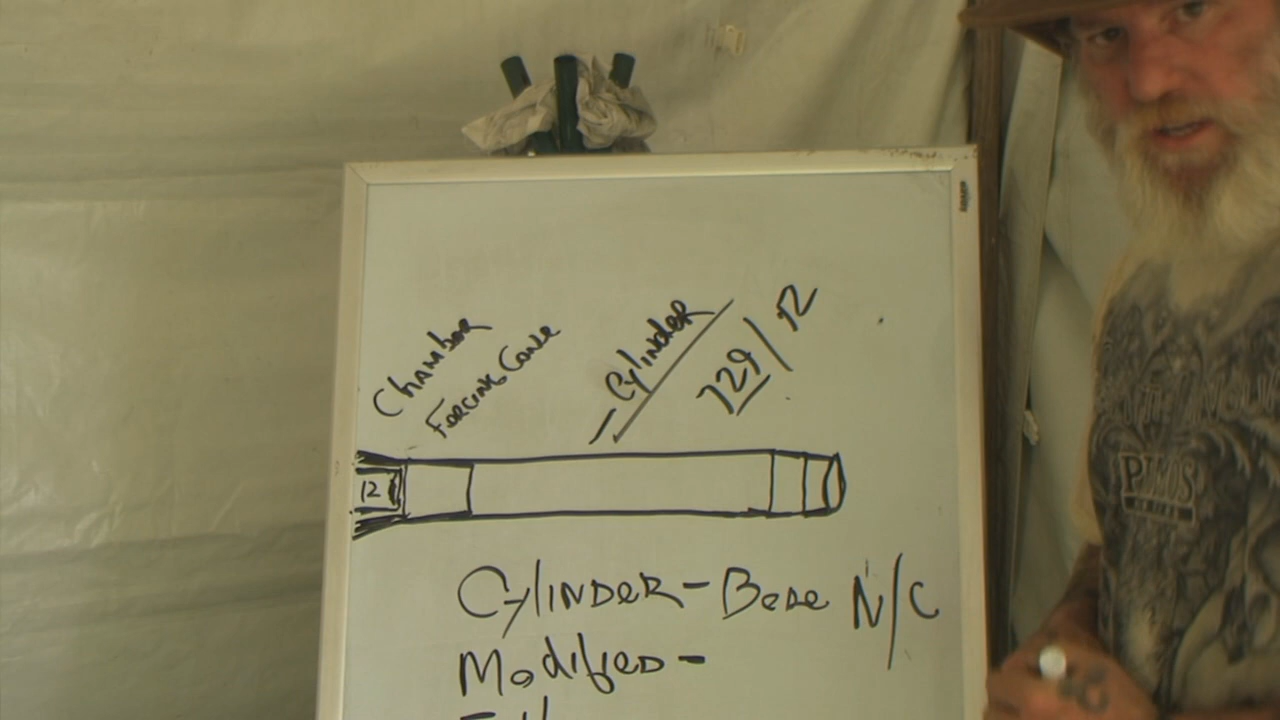 Chamber
Forcing Cone
- Cylinder
729/12
12
Cylinder - Bore N/C
Modified -